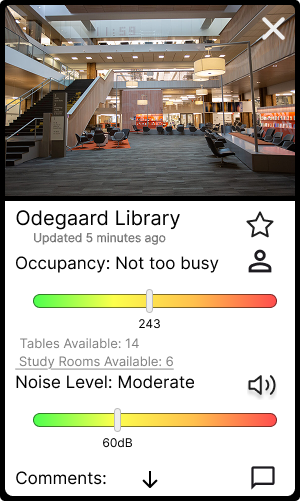 Odegaard Library
Updated 5 minutes ago
Occupancy: Not too busy
243
Tables Available: 14
Study Rooms Available: 6
Noise Level: Moderate
60dB
Comments: